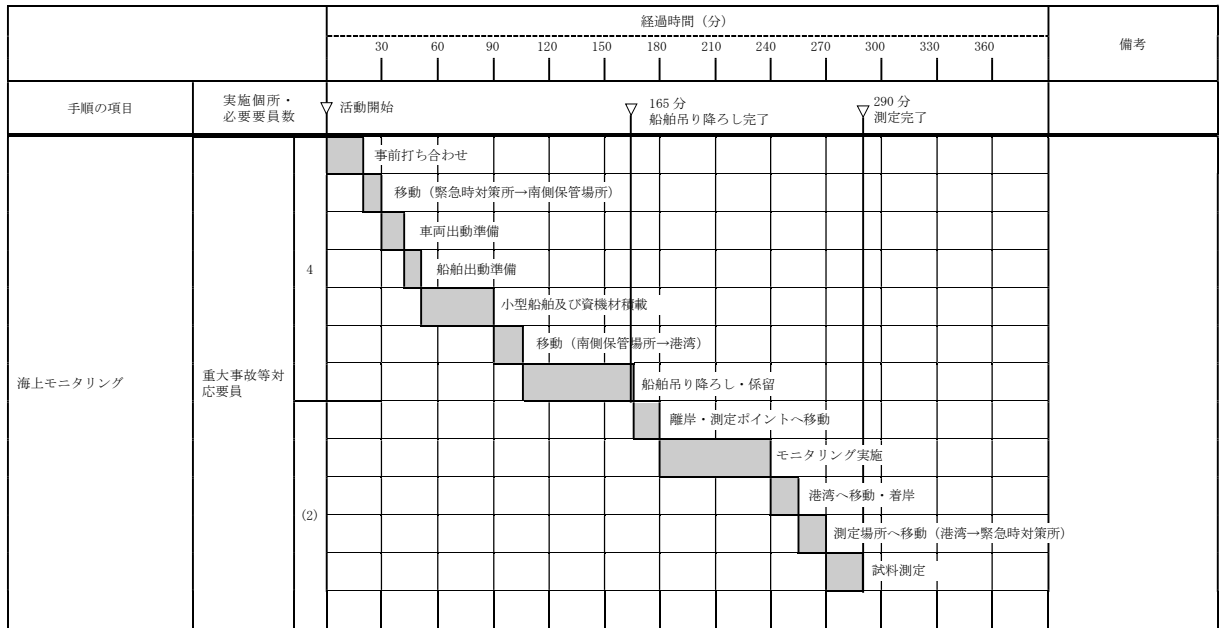 経過時間（分）
備考
30 60 90 120 150 180 210 240 270 300 330 360
手順の項目
実施個所・
必要要員数
活動開始
165 分
船舶吊り降ろし完了
290 分
測定完了
事前打ち合わせ
移動（緊急時対策所→南側保管場所）
車両出動準備
4
船舶出動準備
小型船舶及び資機材積載
移動（南側保管場所→港湾）
海上モニタリング
重大事故等対
応要員
船舶吊り降ろし・係留
離岸・測定ポイントへ移動
モニタリング実施
港湾へ移動・着岸
(2)
測定場所へ移動（港湾→緊急時対策所）
試料測定